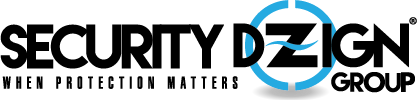 SECURITY DZIGN®
WHEN PROTECTION MATTERS GROUP